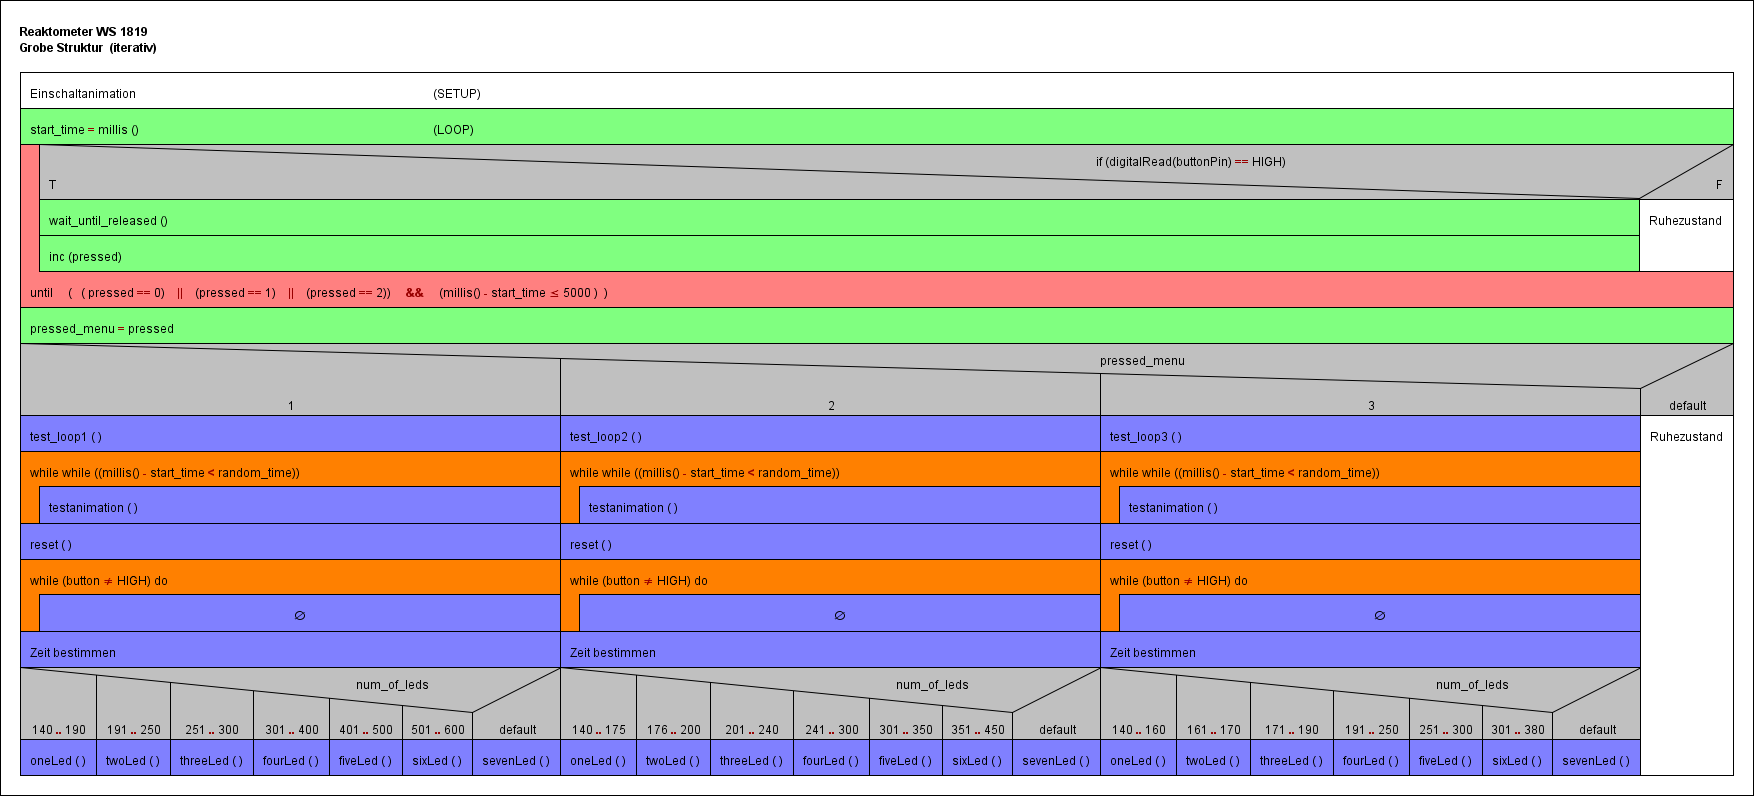 Reaktometer WS 1819
Grobe Struktur (iterativ)
Einschaltanimation (SETUP)
start_time = millis () (LOOP)
if (digitalRead(buttonPin) == HIGH)
T F
wait_until_released () Ruhezustand
inc (pressed)
until ( ( pressed == 0) || (pressed == 1) || (pressed == 2)) && (millis() - start_time ≤ 5000 ) )
pressed_menu = pressed
pressed_menu
1 2 3 default
test_loop1 ( ) test_loop2 ( ) test_loop3 ( ) Ruhezustand
while while ((millis() - start_time < random_time)) while while ((millis() - start_time < random_time)) while while ((millis() - start_time < random_time))
testanimation ( ) testanimation ( ) testanimation ( )
reset ( ) reset ( ) reset ( )
while (button ≠ HIGH) do while (button ≠ HIGH) do while (button ≠ HIGH) do
∅ ∅ ∅
Zeit bestimmen Zeit bestimmen Zeit bestimmen
num_of_leds num_of_leds num_of_leds
140 .. 190 191 .. 250 251 .. 300 301 .. 400 401 .. 500 501 .. 600 default 140 .. 175 176 .. 200 201 .. 240 241 .. 300 301 .. 350 351 .. 450 default 140 .. 160 161 .. 170 171 .. 190 191 .. 250 251 .. 300 301 .. 380 default
oneLed ( ) twoLed ( ) threeLed ( ) fourLed ( ) fiveLed ( ) sixLed ( ) sevenLed ( ) oneLed ( ) twoLed ( ) threeLed ( ) fourLed ( ) fiveLed ( ) sixLed ( ) sevenLed ( ) oneLed ( ) twoLed ( ) threeLed ( ) fourLed ( ) fiveLed ( ) sixLed ( ) sevenLed ( )